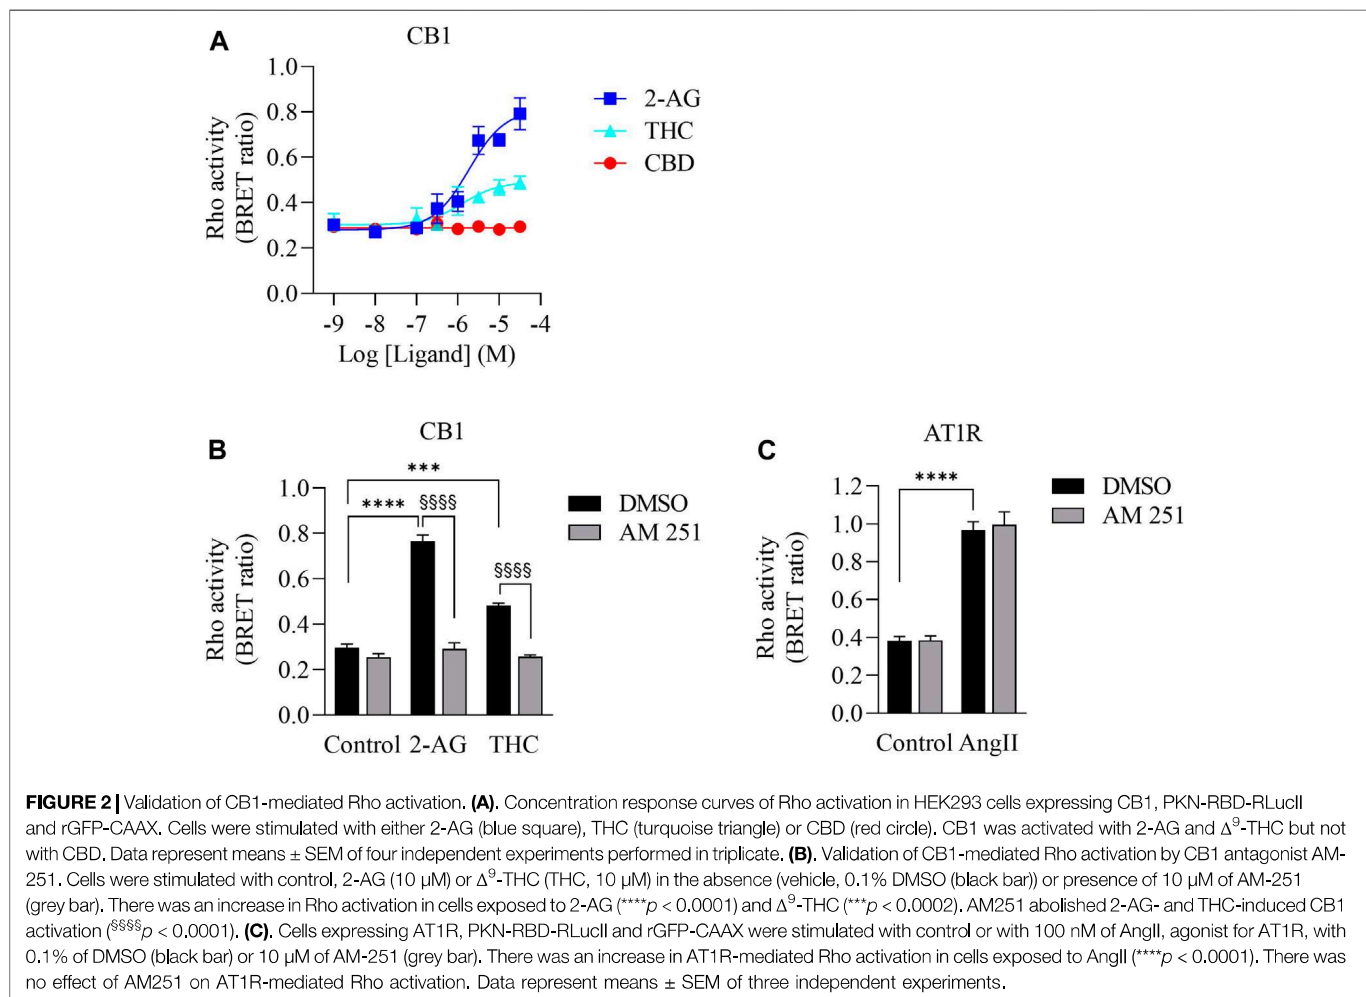 A
CB1
1.0
0.8
0.6
0.4
0.2
0.0
Rho activity
(BRET ratio)
-9 -8 -7 -6 -5 -4
Log [Ligand] (M)
2-AG
THC
CBD
B
CB1
***
****
§§§§
§§§§
1.0
0.8
0.6
0.4
0.2
0.0
Rho activity
(BRET ratio)
Control 2-AG THC
DMSO
AM 251
C
AT1R
****
1.2
1.0
0.8
0.6
0.4
0.2
0.0
Rho activity
(BRET ratio)
Control AngII
DMSO
AM 251
FIGURE 2 | Validation of CB1-mediated Rho activation. (A). Concentration response curves of Rho activation in HEK293 cells expressing CB1, PKN-RBD-RLucII
and rGFP-CAAX. Cells were stimulated with either 2-AG (blue square), THC (turquoise triangle) or CBD (red circle). CB1 was activated with 2-AG and Δ⁹-THC but not
with CBD. Data represent means ± SEM of four independent experiments performed in triplicate. (B). Validation of CB1-mediated Rho activation by CB1 antagonist AM-
251. Cells were stimulated with control, 2-AG (10 μM) or Δ⁹-THC (THC, 10 μM) in the absence (vehicle, 0.1% DMSO (black bar)) or presence of 10 μM of AM-251
(grey bar). There was an increase in Rho activation in cells exposed to 2-AG (****p < 0.0001) and Δ⁹-THC (***p < 0.0002). AM251 abolished 2-AG- and THC-induced CB1
activation (§§§§p < 0.0001). (C). Cells expressing AT1R, PKN-RBD-RLucII and rGFP-CAAX were stimulated with control or with 100 nM of AngII, agonist for AT1R, with
0.1% of DMSO (black bar) or 10 μM of AM-251 (grey bar). There was an increase in AT1R-mediated Rho activation in cells exposed to AngII (****p < 0.0001). There was
no effect of AM251 on AT1R-mediated Rho activation. Data represent means ± SEM of three independent experiments.